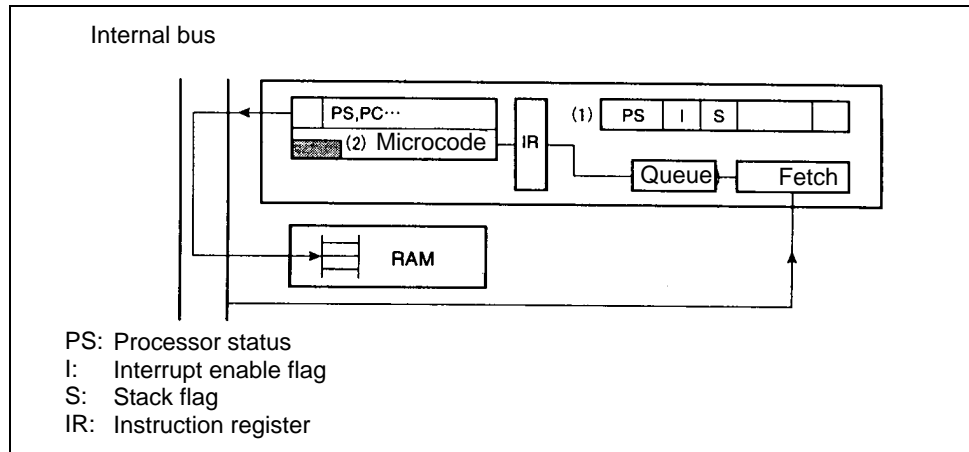 Internal bus
PS,PC...
(2) Microcode
IR
(1) PS I S
Queue
Fetch
RAM
PS: Processor status
I: Interrupt enable flag
S: Stack flag
IR: Instruction register